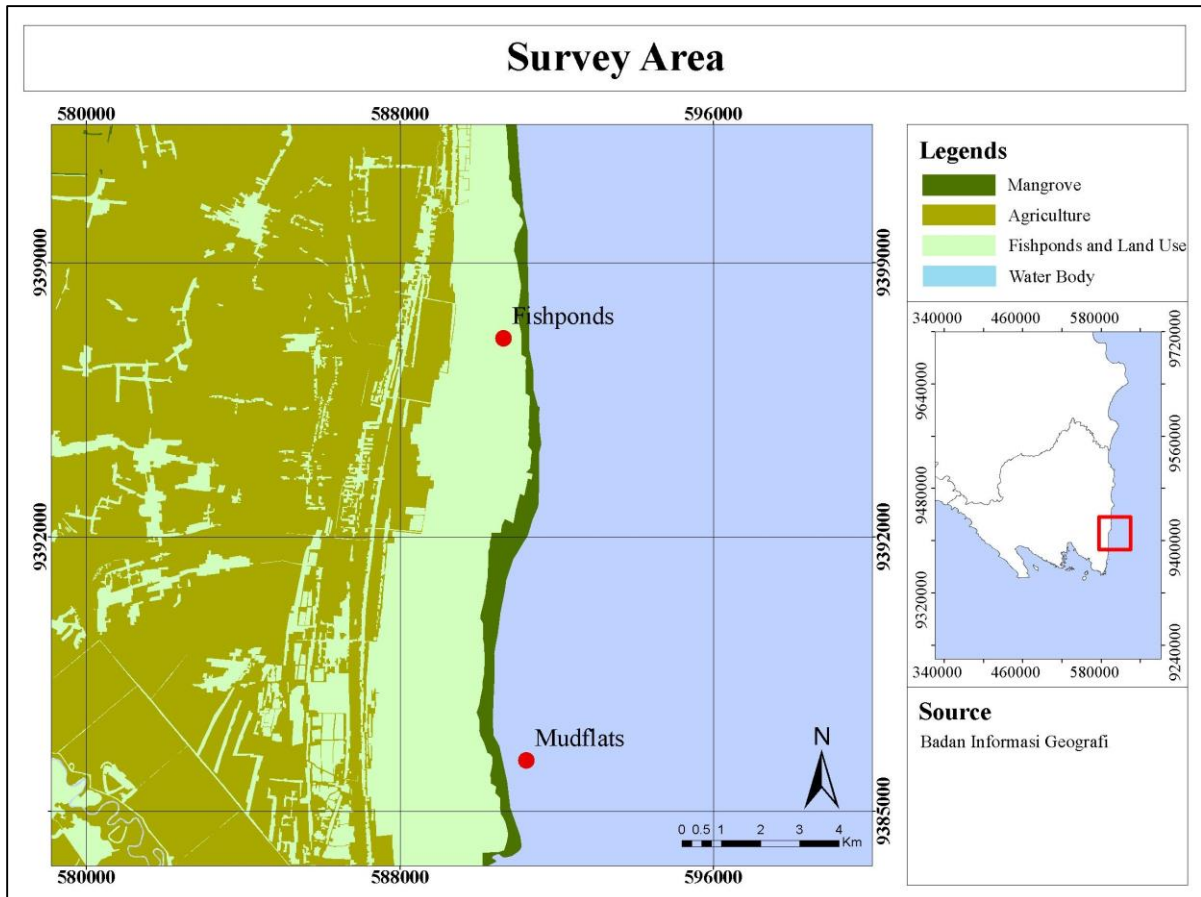 Survey Area
580000
588000
596000
9399000
9399000
9392000
9392000
9385000
9385000
580000
588000
596000
Fishponds
Mudflats
N
0 0.5 1 2 3 4
Km
Legends
Mangrove
Agriculture
Fishponds and Land Use
Water Body
340000 460000 580000
9640000
9480000
9320000
9720000
9560000
9400000
9240000
340000 460000 580000
Source
Badan Informasi Geografi